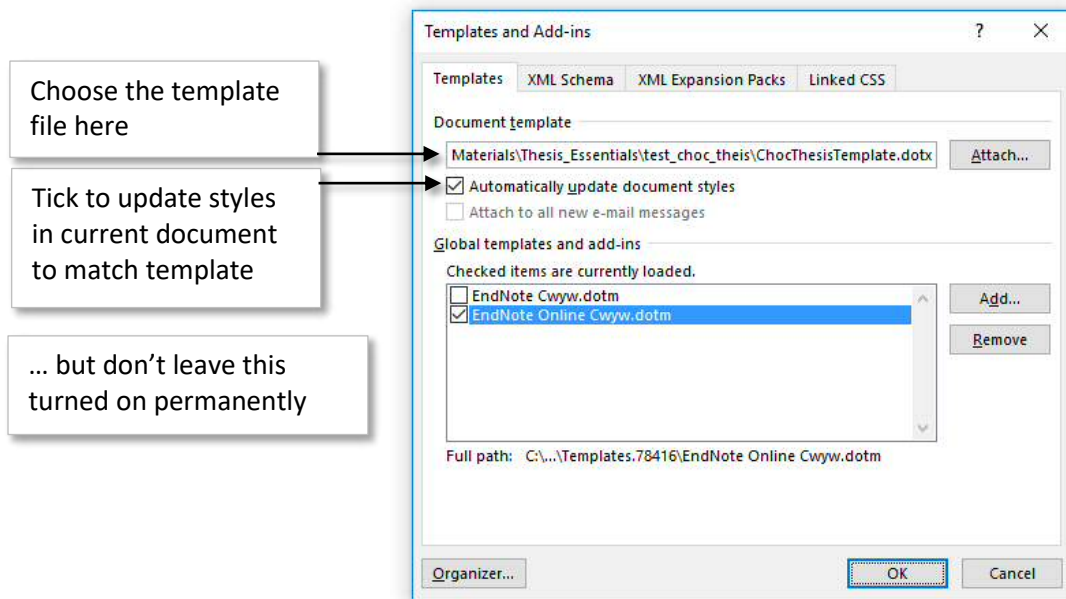 Choose the template
file here
Tick to update styles
in current document
to match template
… but don’t leave this
turned on permanently
Templates and Add-ins
?
Templates XML Schema XML Expansion Packs Linked CSS
Document template
Materials\Thesis_Essentials\test_choc_theis\ChocThesisTemplate.dotx Attach...
Automatically update document styles
Attach to all new e-mail messages
Global templates and add-ins
Checked items are currently loaded.
EndNote Cwyw.dotm
EndNote Online Cwyw.dotm
Add...
Remove
Full path: C:\...\Templates.78416\EndNote Online Cwyw.dotm
Organizer... OK Cancel